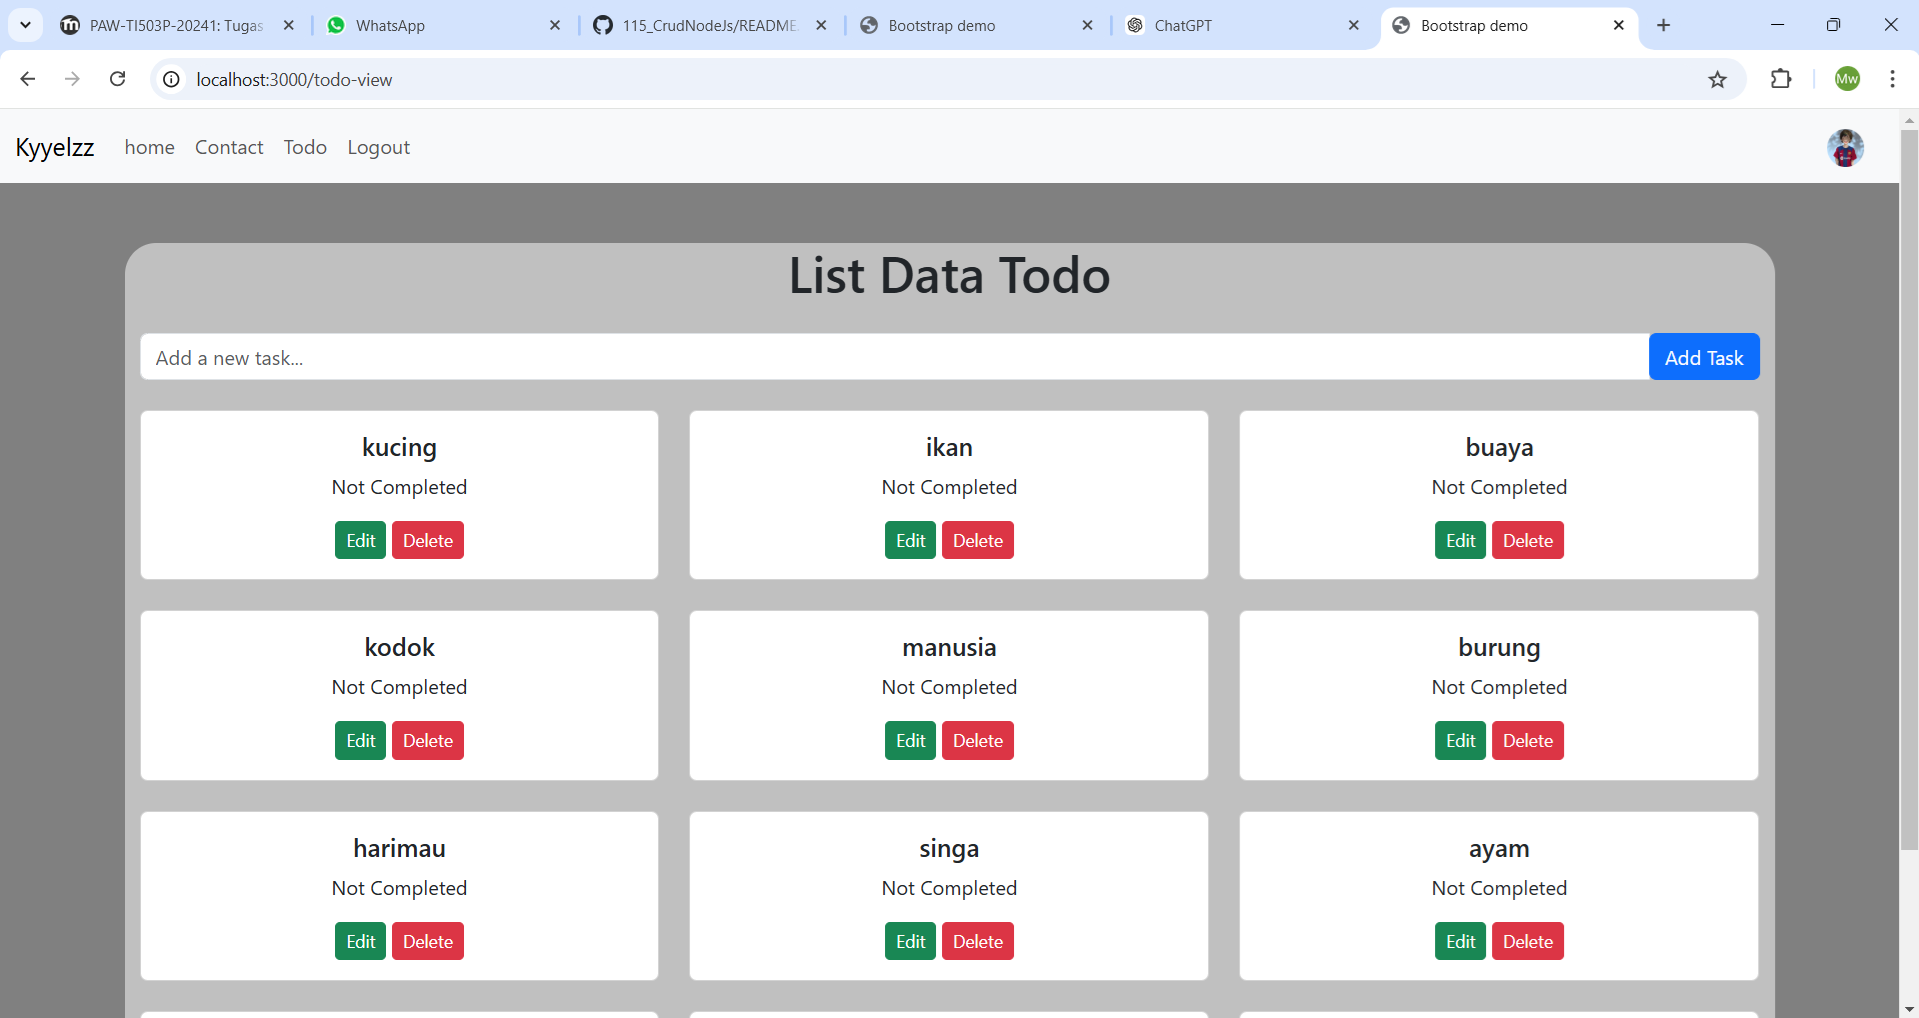 PAW-TI503P-20241: Tugas
WhatsApp
115_CrudNodeJs/README.
Bootstrap demo
ChatGPT
Bootstrap demo
localhost:3000/todo-view
Mw
Kyyelzz
home
Contact
Todo
Logout
List Data Todo
Add a new task...
Add Task
kucing
Not Completed
Edit Delete
ikan
Not Completed
Edit Delete
buaya
Not Completed
Edit Delete
kodok
Not Completed
Edit Delete
manusia
Not Completed
Edit Delete
burung
Not Completed
Edit Delete
harimau
Not Completed
Edit Delete
singa
Not Completed
Edit Delete
ayam
Not Completed
Edit Delete